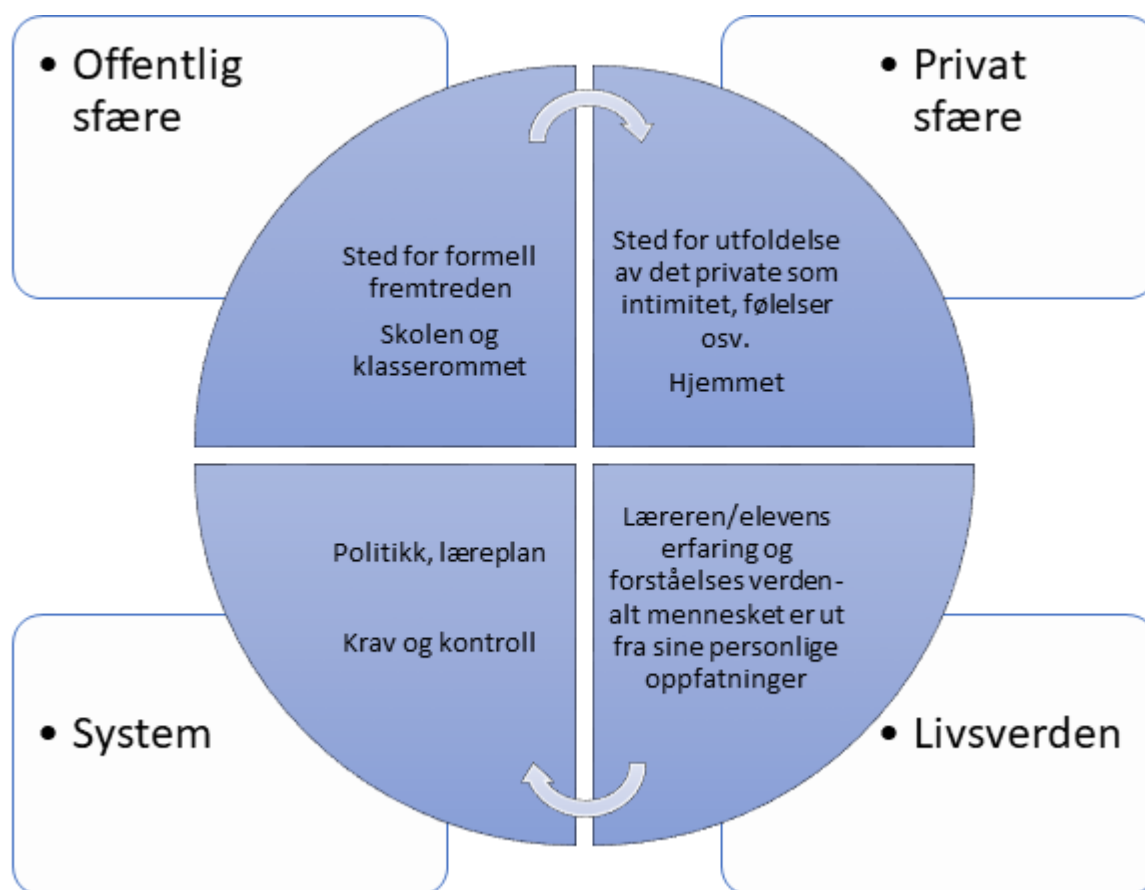 • Offentlig
sfære
• Privat
sfære
Sted for formell
fremtreden
Skolen og
klasserommet
Sted for utfoldelse
av det private som
intimitet, følelser
osv.
Hjemmet
Politikk, læreplan
Krav og kontroll
Læreren/elevens
erfaring og
forståelses verden-
alt mennesket er ut
fra sine personlige
oppfatninger
• System
• Livsverden